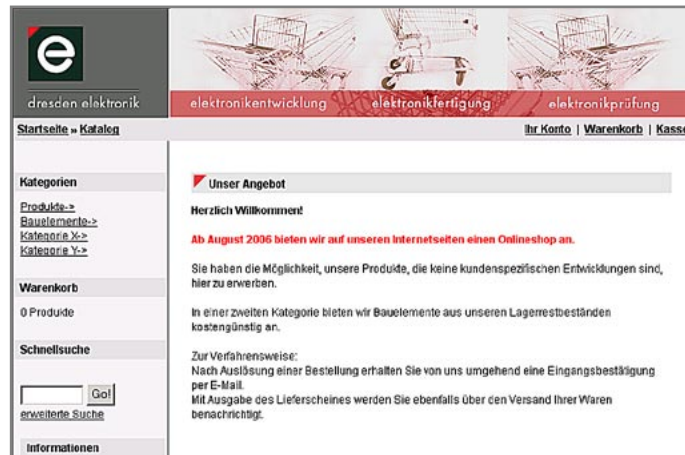 e
dresden elektronik
elektronikentwicklung elektronikfertigung elektronikprüfung
Startseite » Katalog
Ihr Konto | Warenkorb | Kasse
Kategorien
Produkte->
Bauelemente->
Kategorie X->
Kategorie Y->
Warenkorb
0 Produkte
Schnellsuche
Go!
erweiterte Suche
Informationen
Unser Angebot
Herzlich Willkommen!
Ab August 2006 bieten wir auf unseren Internetseiten einen Onlineshop an.
Sie haben die Möglichkeit, unsere Produkte, die keine kundenspezifischen Entwicklungen sind,
hier zu erwerben.
In einer zweiten Kategorie bieten wir Bauelemente aus unseren Lagerrestbeständen
kostengünstig an.
Zur Verfahrensweise:
Nach Auslösung einer Bestellung erhalten Sie von uns umgehend eine Eingangsbestätigung
per E-Mail.
Mit Ausgabe des Lieferscheines werden Sie ebenfalls über den Versand Ihrer Waren
benachrichtigt.